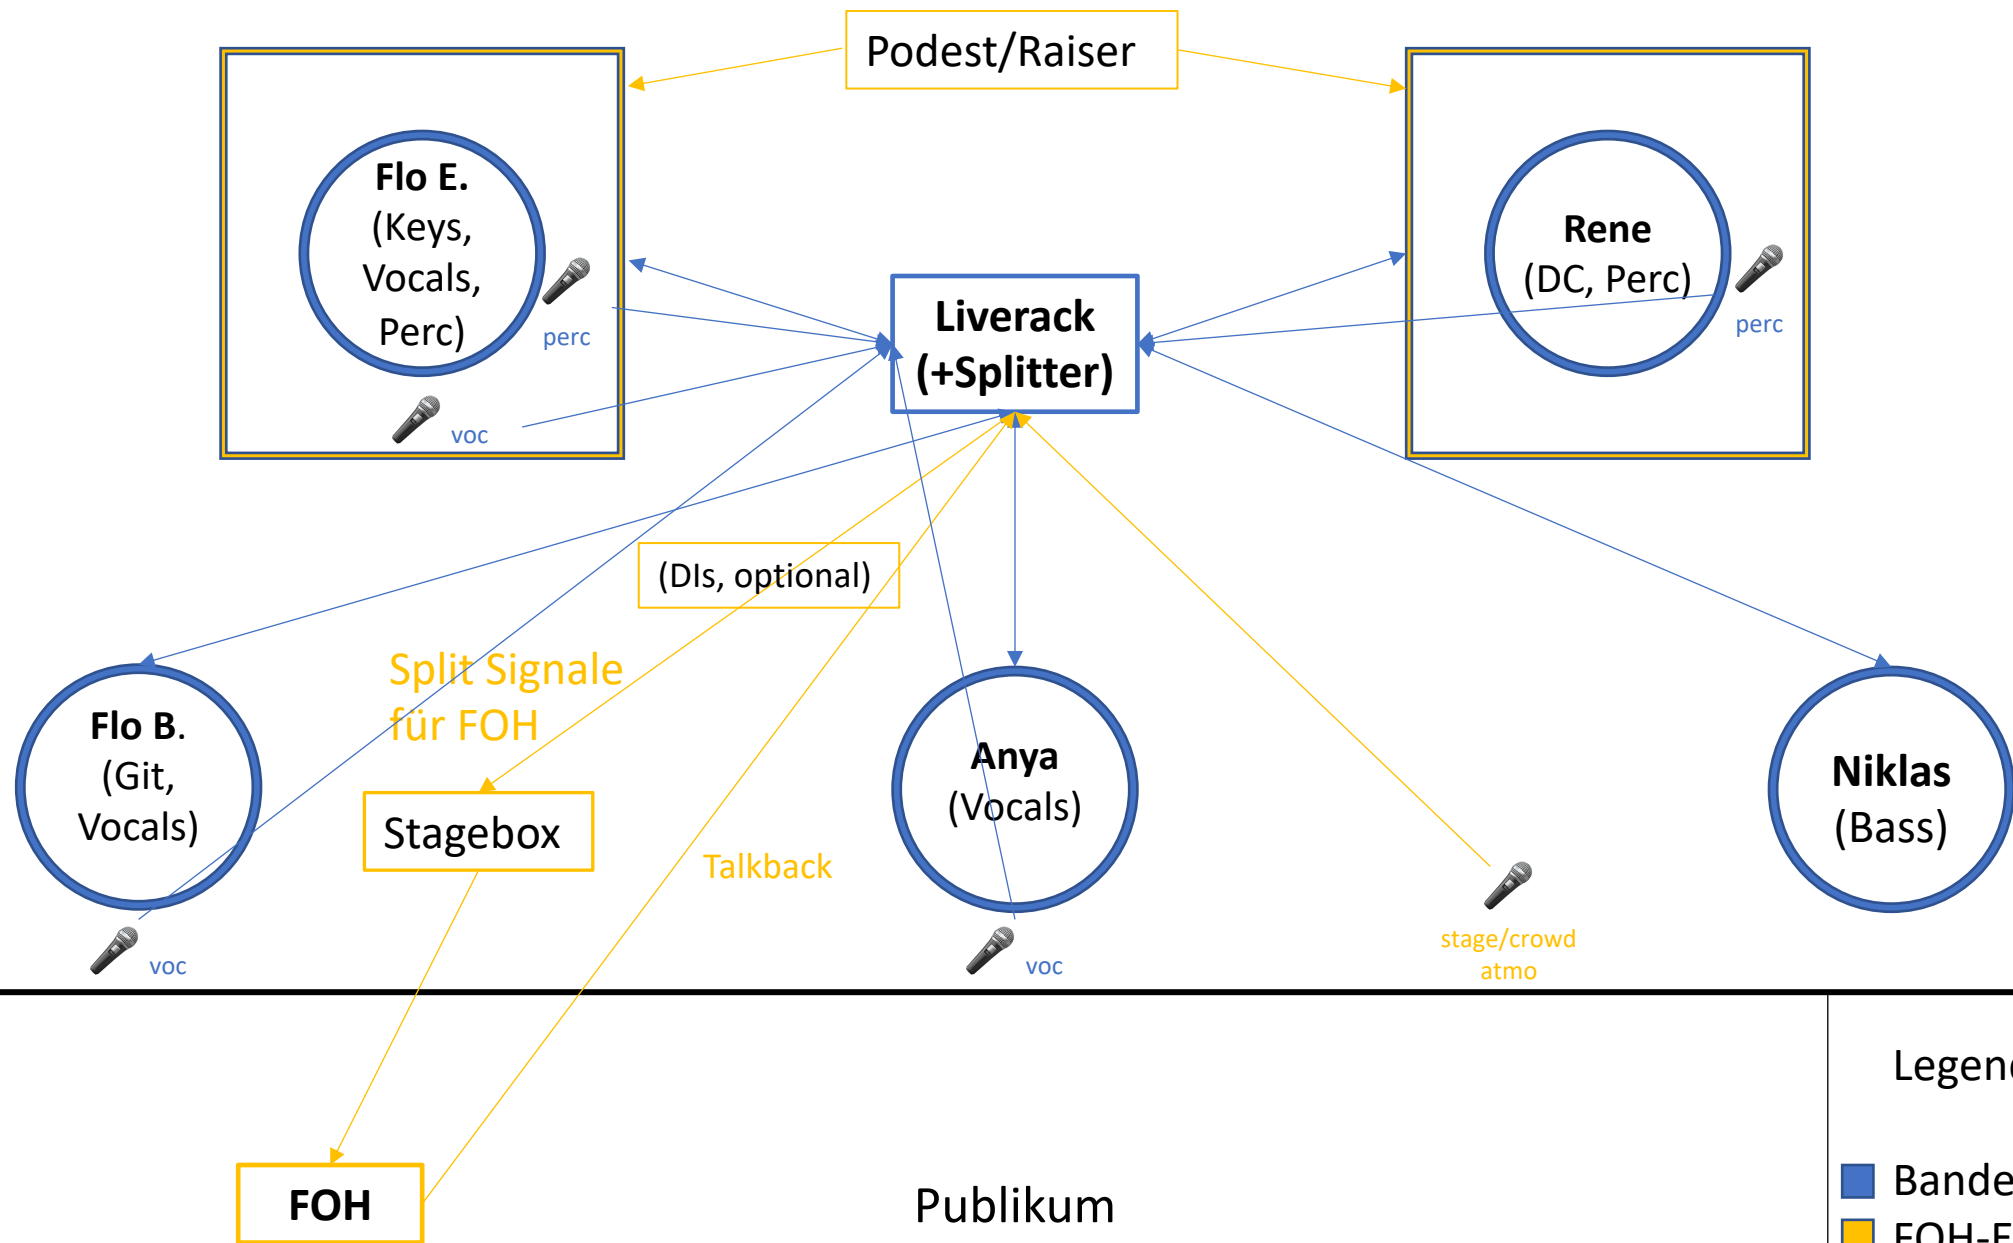 Podest/Raiser
Flo E.
(Keys,
Vocals,
Perc)
perc
voc
Rene
(DC, Perc)
perc
Liverack
(+Splitter)
(DIs, optional)
Split Signale
für FOH
Flo B.
(Git,
Vocals)
voc
Stagebox
Talkback
Anya
(Vocals)
voc
stage/crowd
atmo
Niklas
(Bass)
FOH
Publikum